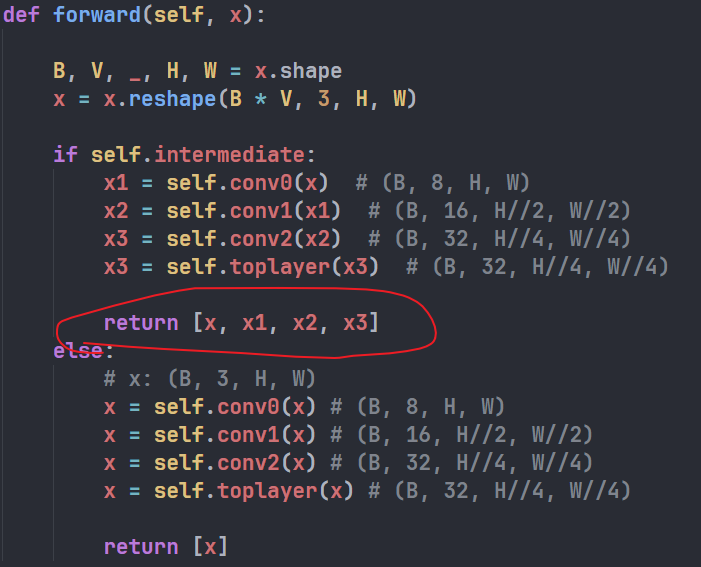 def forward(self, x):
B, V, _, H, W = x.shape
x = x.reshape(B * V, 3, H, W)
if self.intermediate:
x1 = self.conv0(x)  # (B, 8, H, W)
x2 = self.conv1(x1)  # (B, 16, H//2, W//2)
x3 = self.conv2(x2)  # (B, 32, H//4, W//4)
x3 = self.toplayer(x3)  # (B, 32, H//4, W//4)
return [x, x1, x2, x3]
else:
# x: (B, 3, H, W)
x = self.conv0(x) # (B, 8, H, W)
x = self.conv1(x) # (B, 16, H//2, W//2)
x = self.conv2(x) # (B, 32, H//4, W//4)
x = self.toplayer(x) # (B, 32, H//4, W//4)
return [x]